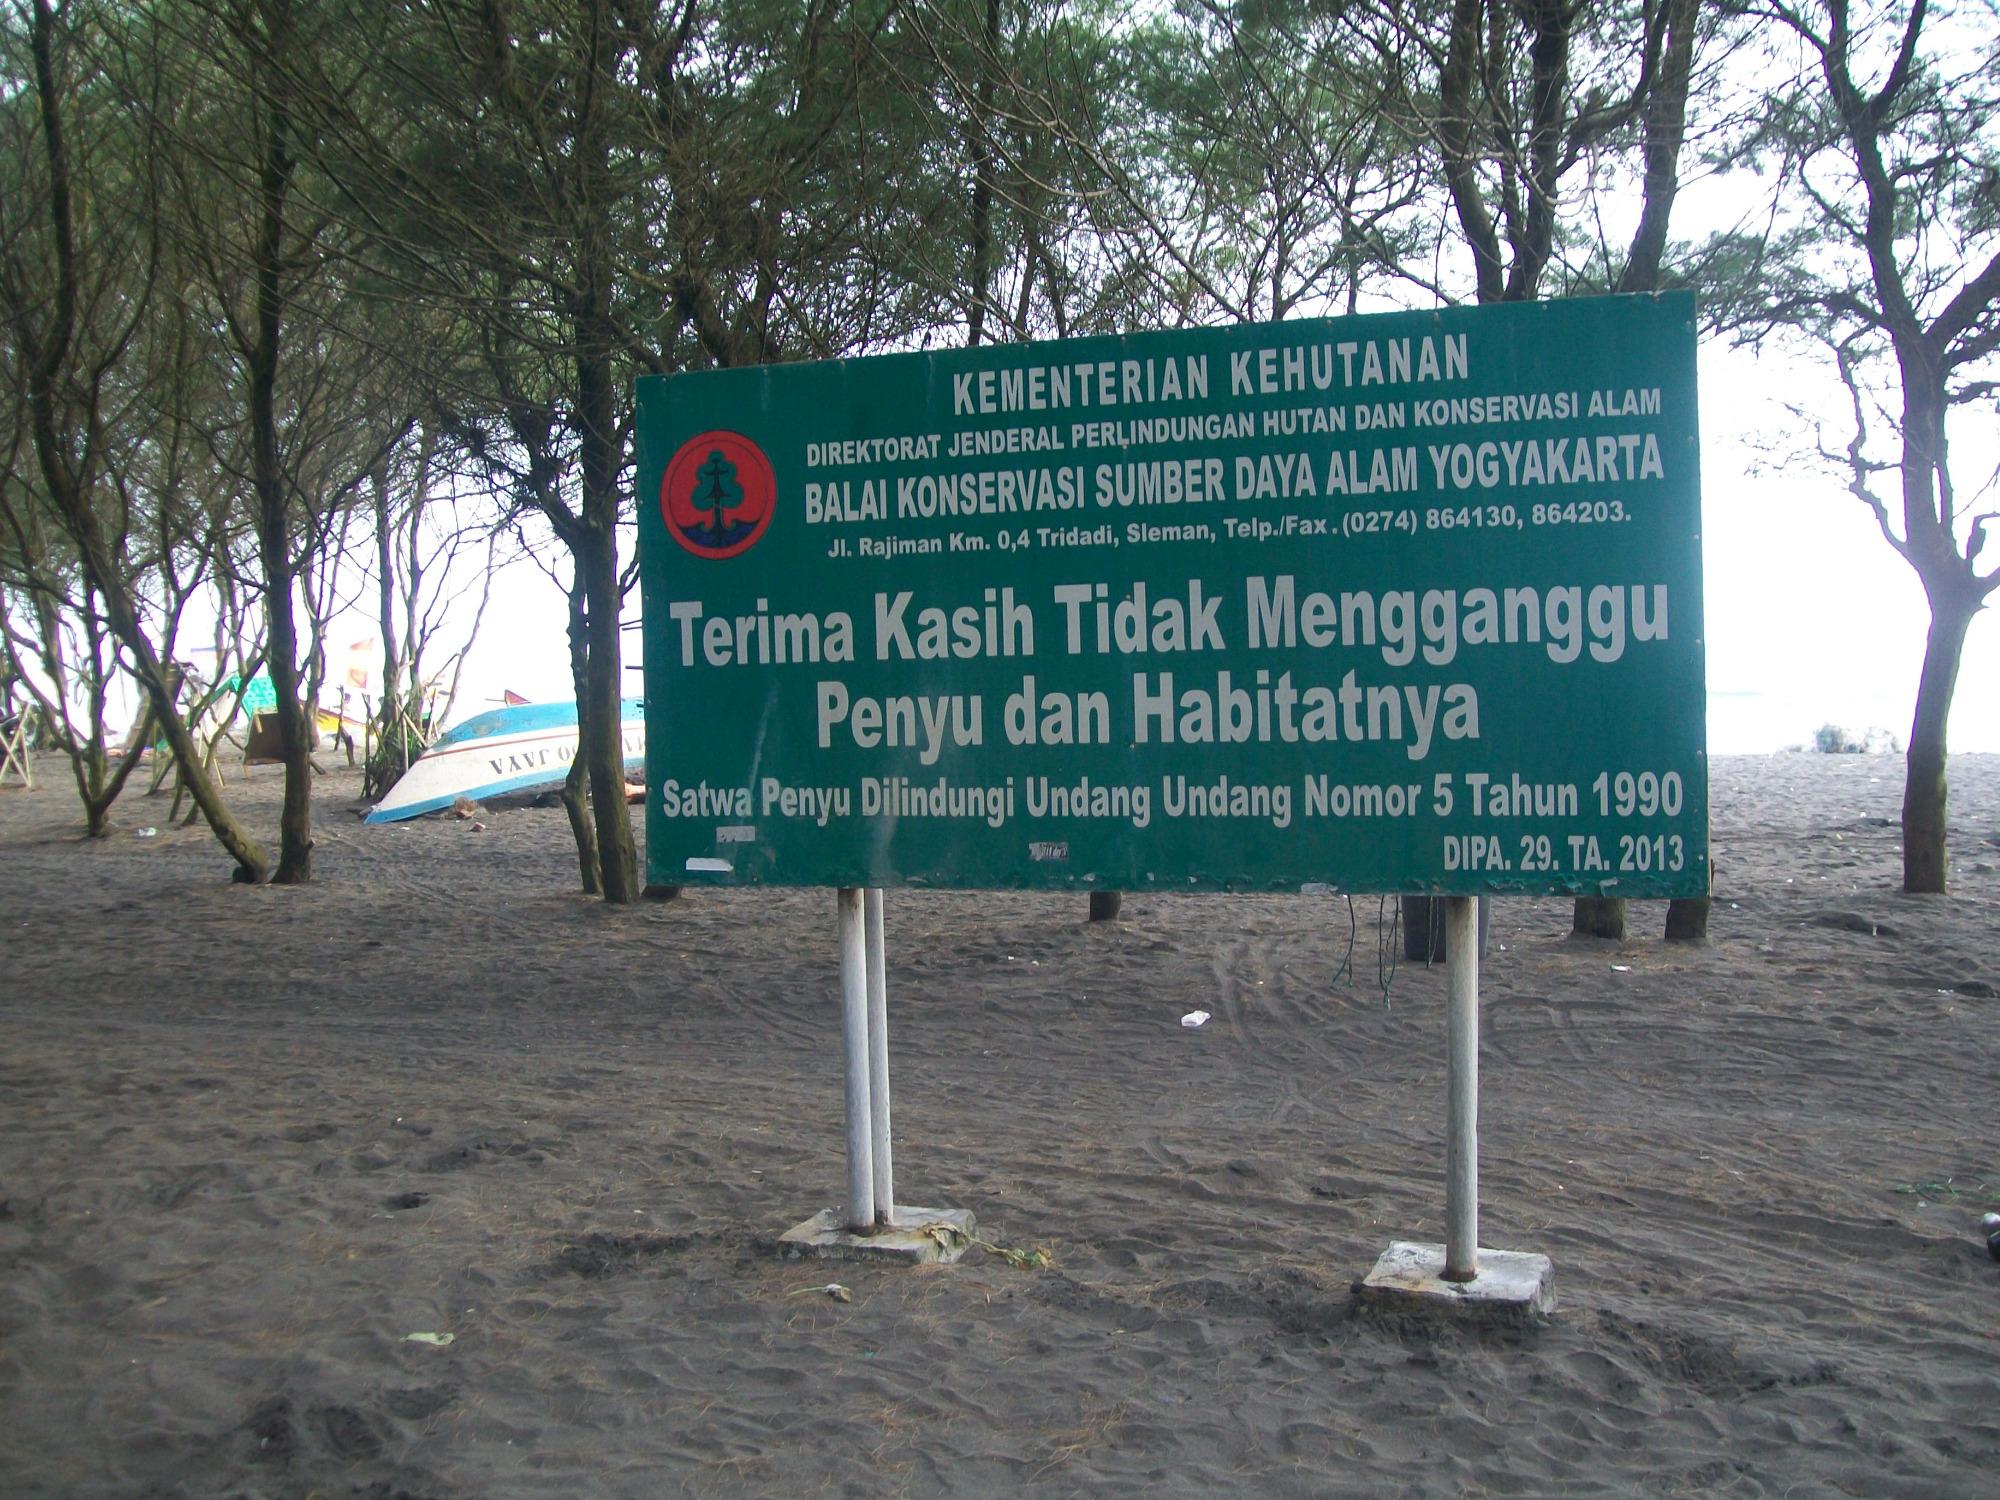 KEMENTERIAN KEHUTANAN
DIREKTORAT JENDERAL PERLINDUNGAN HUTAN DAN KONSERVASI ALAM
BALAI KONSERVASI SUMBER DAYA ALAM YOGYAKARTA
Jl. Rajiman Km. 0,4 Tridadi, Sleman, Telp./Fax. (0274) 864130, 864203.
Terima Kasih Tidak Mengganggu
Penyu dan Habitatnya
Satwa Penyu Dilindungi Undang Undang Nomor 5 Tahun 1990
DIPA. 29. TA. 2013
JAYA